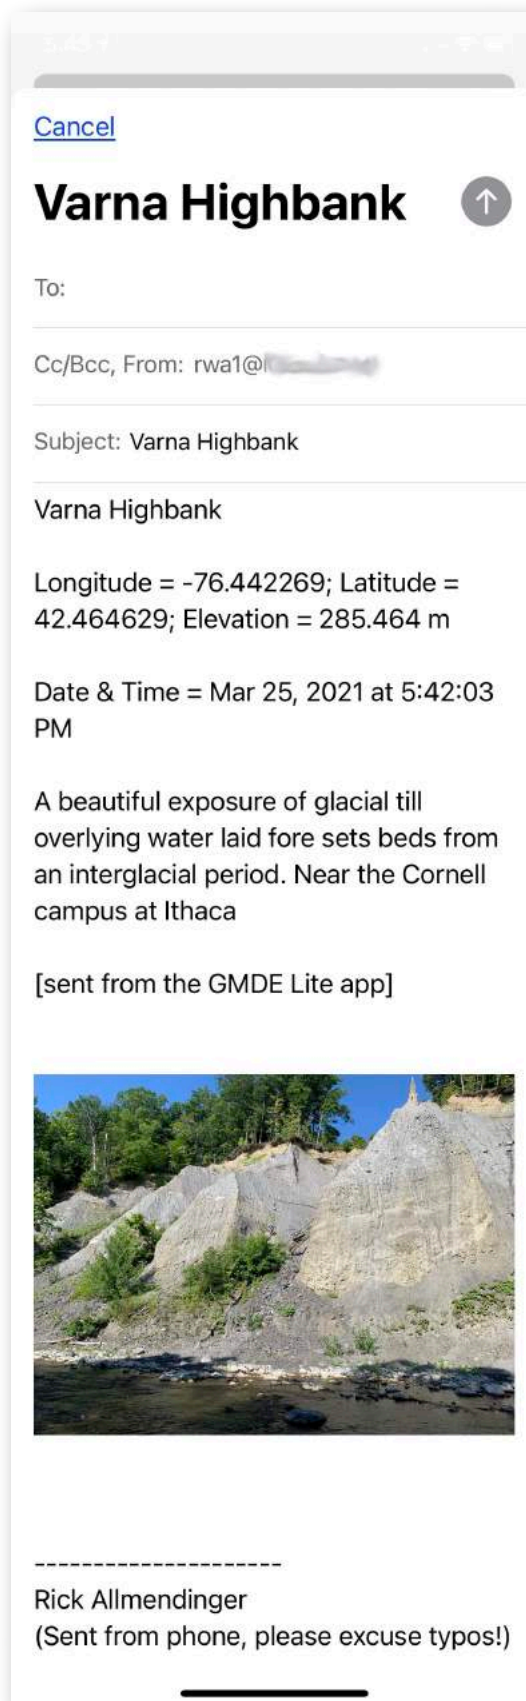 Cancel
Varna Highbank
To:
Cc/Bcc, From: rwa1@
Subject: Varna Highbank
Varna Highbank
Longitude = -76.442269; Latitude =
42.464629; Elevation = 285.464 m
Date & Time = Mar 25, 2021 at 5:42:03
PM
A beautiful exposure of glacial till
overlying water laid fore sets beds from
an interglacial period. Near the Cornell
campus at Ithaca
[sent from the GMDE Lite app]
---------------------
Rick Allmendinger
(Sent from phone, please excuse typos!)